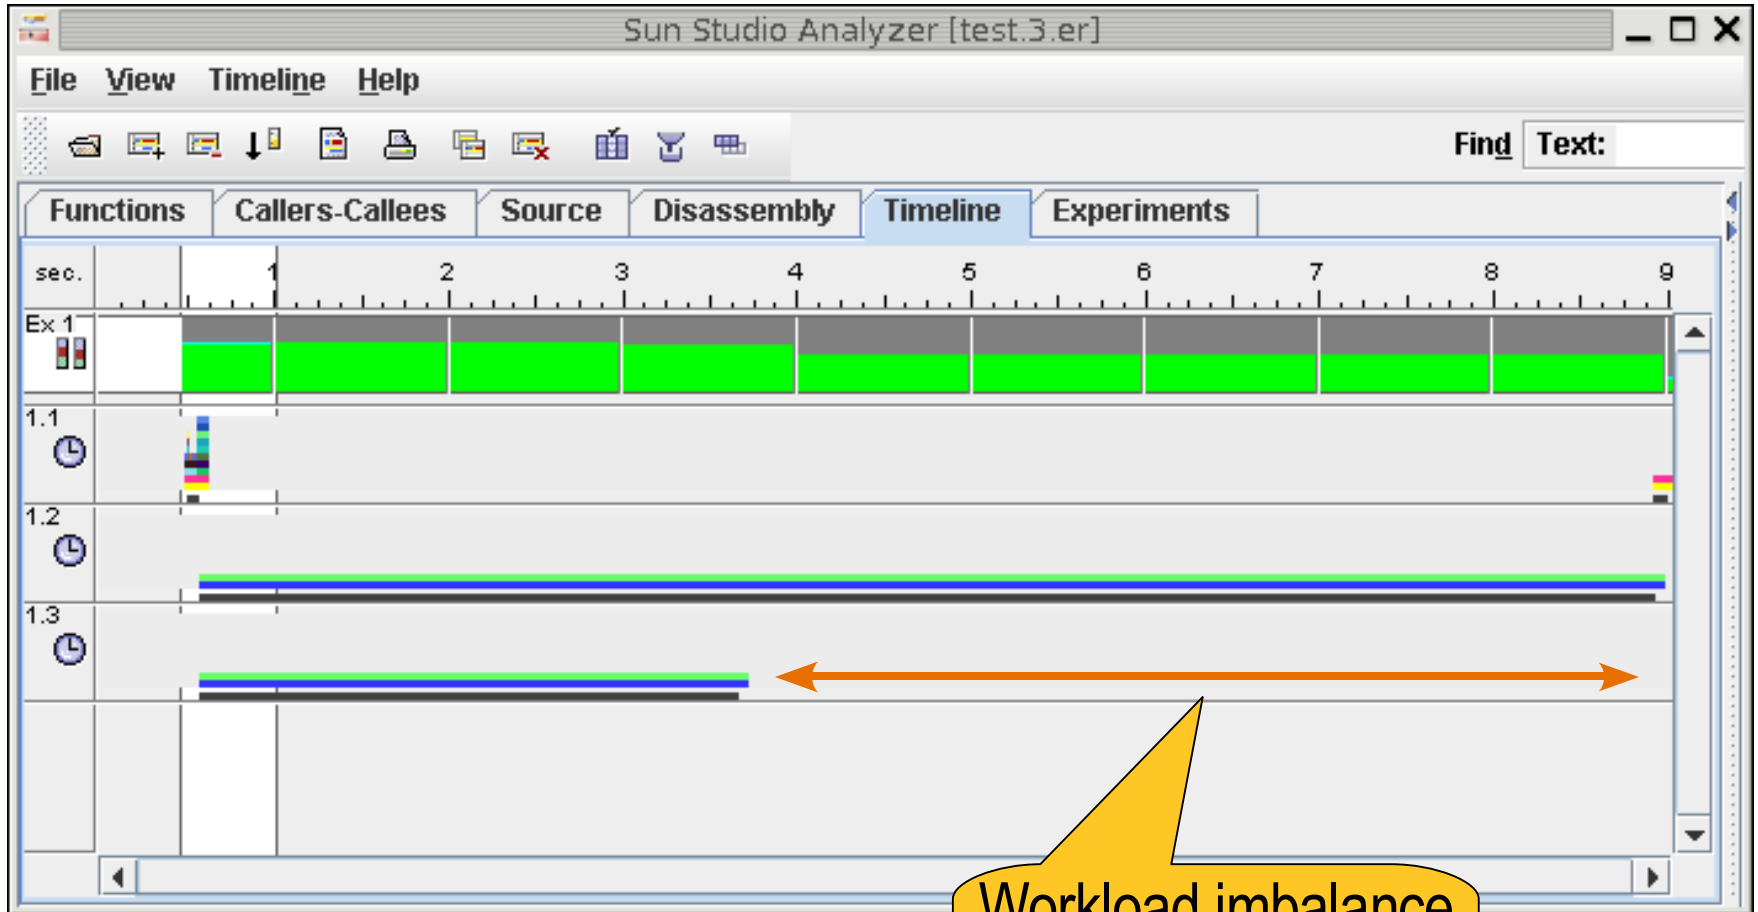 Sun Studio Analyzer [test.3.er]
File View Timeline Help
Find Text:
Functions Callers-Callees Source Disassembly Timeline Experiments
sec. 1 2 3 4 5 6 7 8 9
Ex 1
1.1
1.2
1.3
Workload imbalance